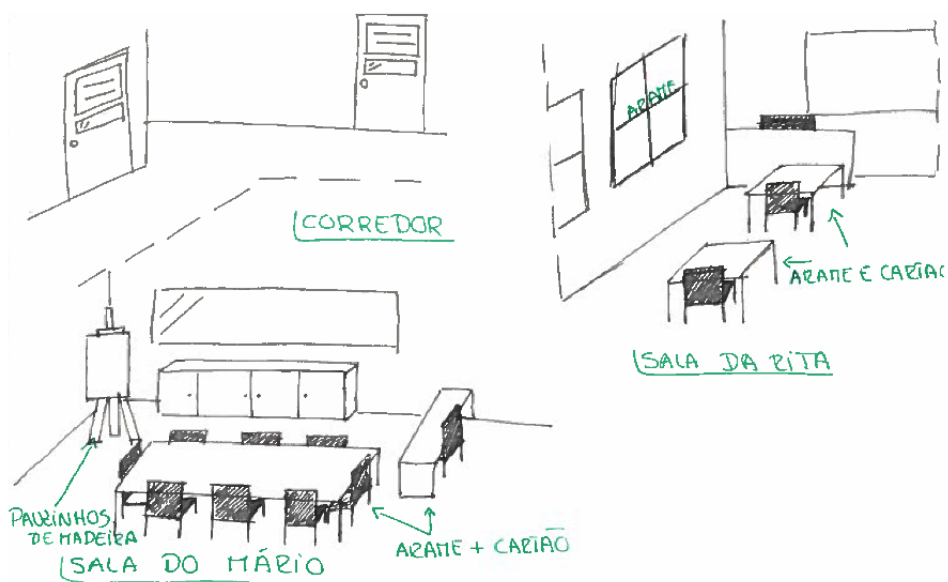 ARAME
CORREDOR
ARAME E CARTÃO
SALA DA RITA
PAUZINHOS
DE MADEIRA
ARAME + CARTÃO
SALA DO MÁRIO